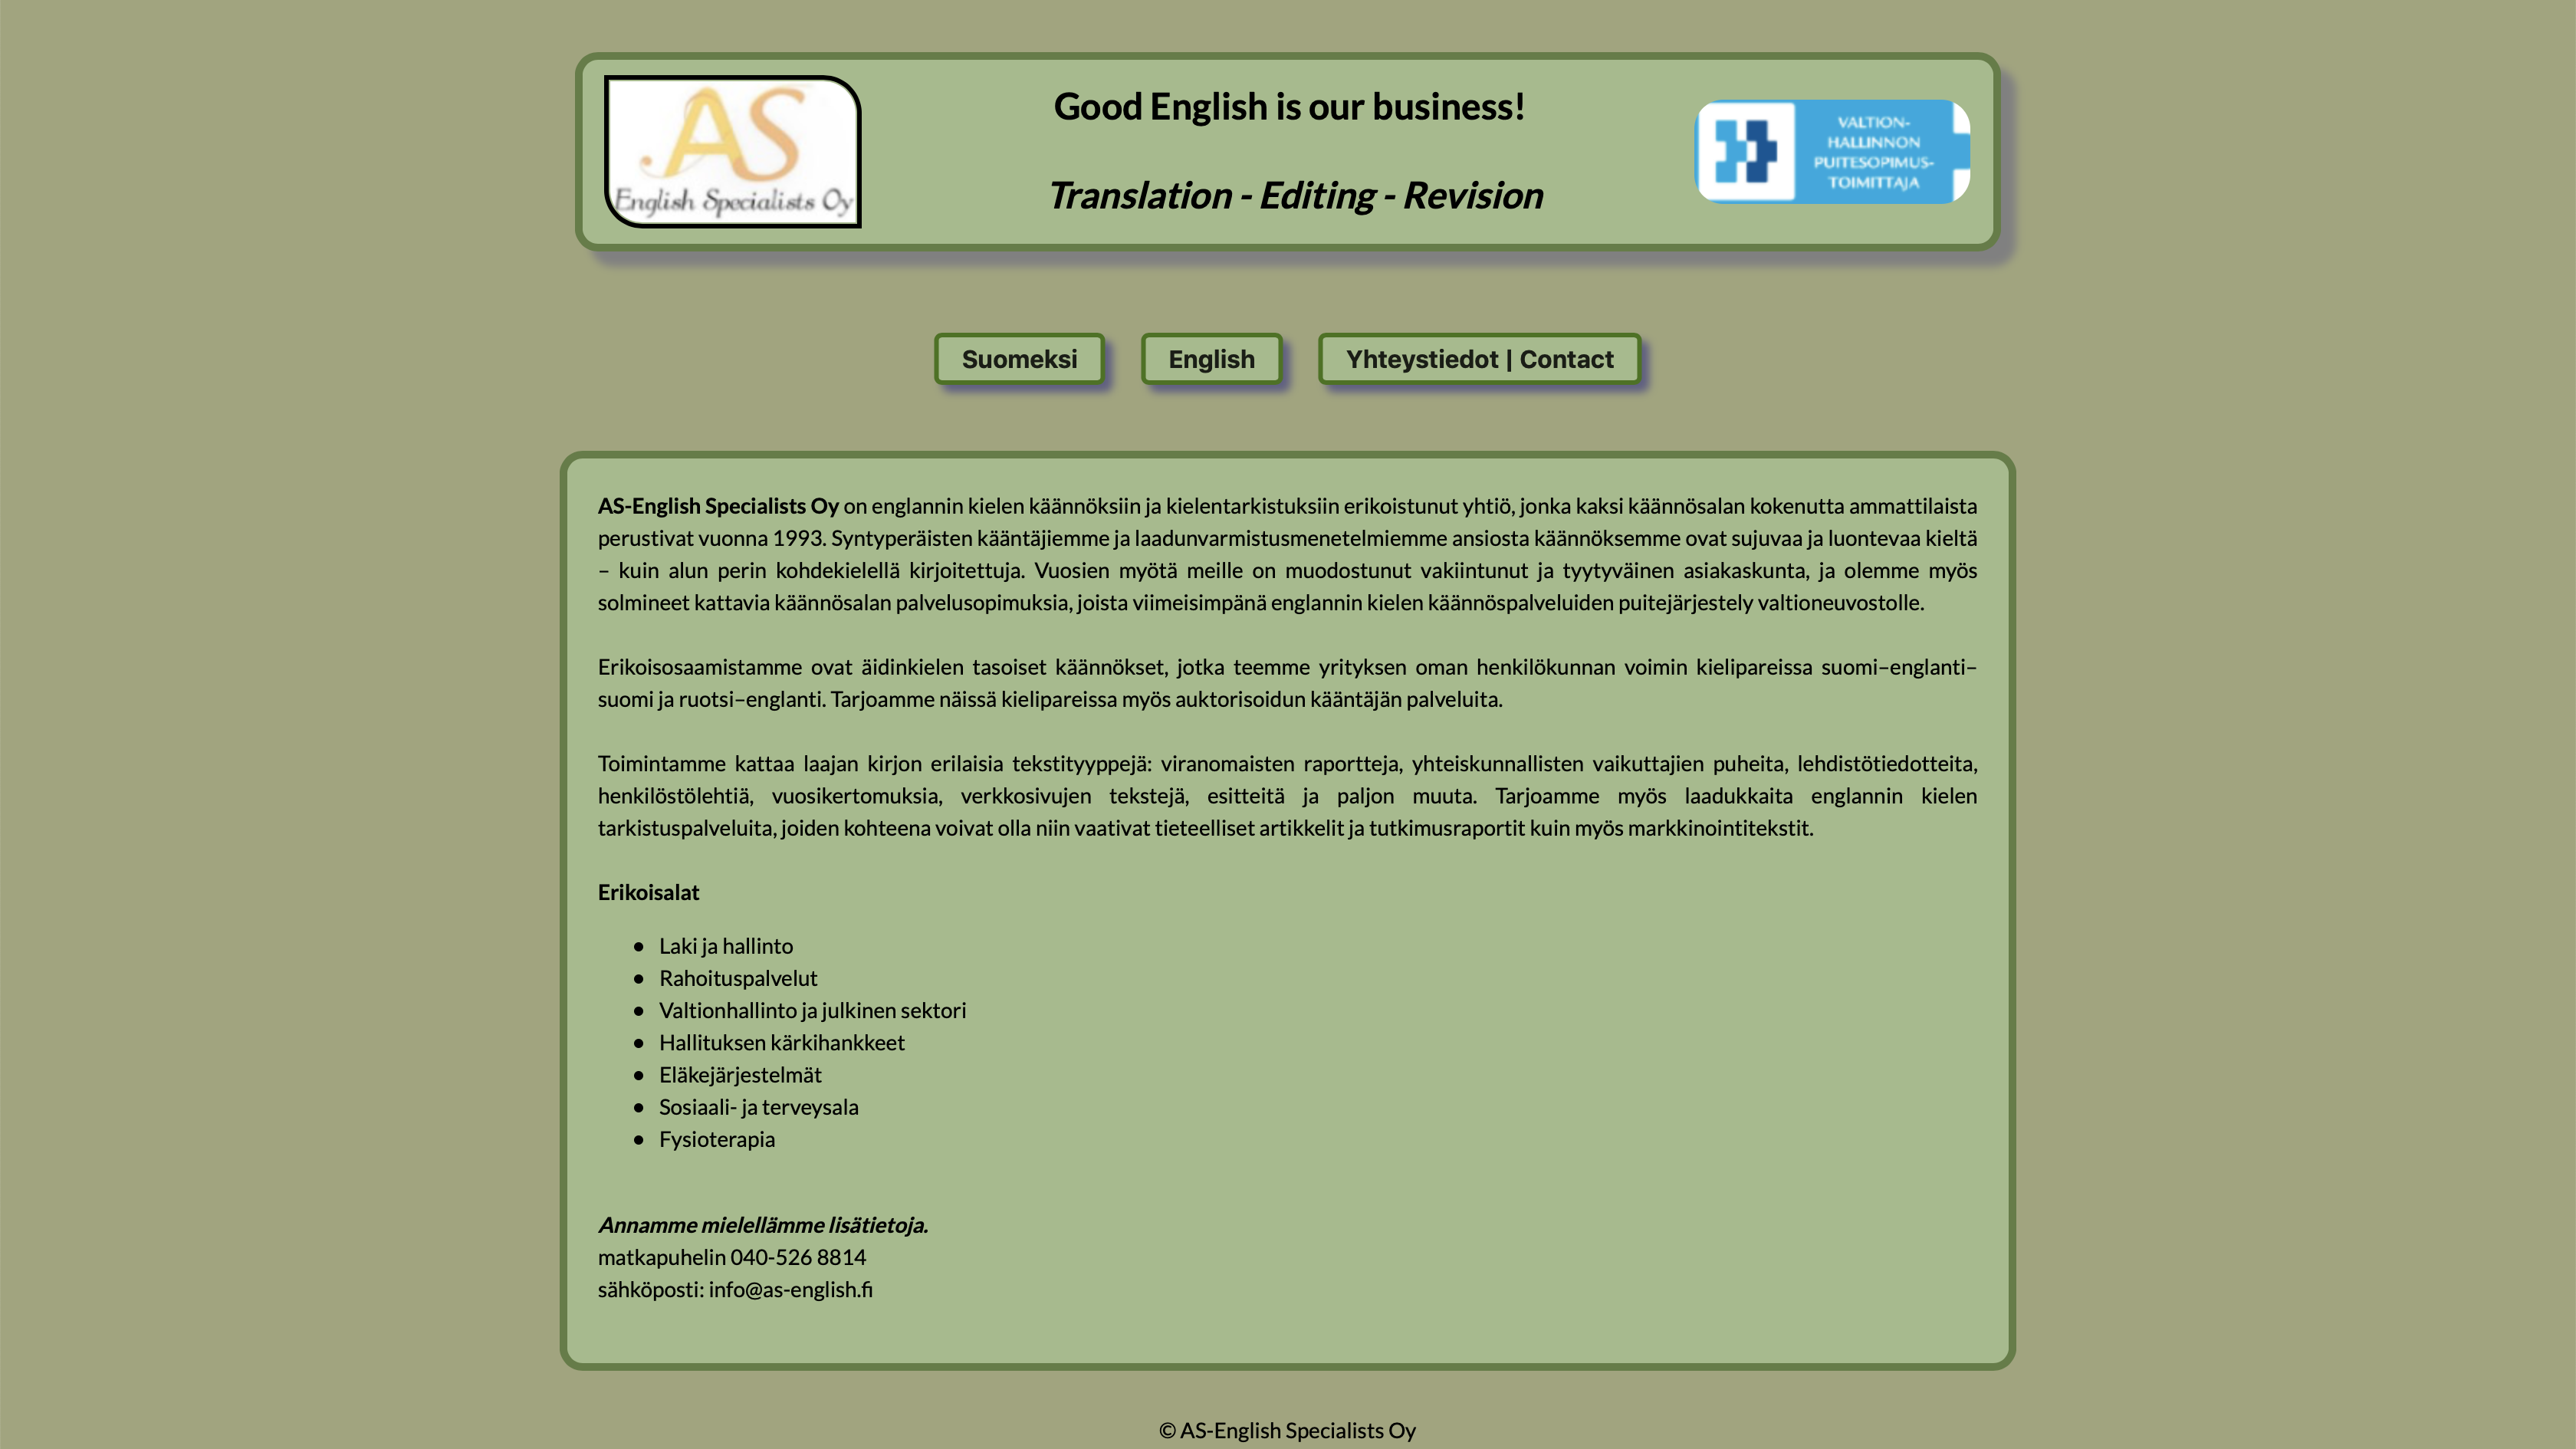 AS
English Specialists Oy
Good English is our business!
Translation - Editing - Revision
VALTION-
HALLINNON
PUITESOPIMUS-
TOIMITTAJA
Suomeksi
English
Yhteystiedot | Contact
AS-English Specialists Oy on englannin kielen käännöksiin ja kielentarkistuksiin erikoistunut yhtiö, jonka kaksi käännösalan kokenutta ammattilaista
perustivat vuonna 1993. Syntyperäisten kääntäjiemme ja laadunvarmistusmenetelmiemme ansiosta käännöksemme ovat sujuvaa ja luontevaa kieltä
– kuin alun perin kohdekielellä kirjoitettuja. Vuosien myötä meille on muodostunut vakiintunut ja tyytyväinen asiakaskunta, ja olemme myös
solmineet kattavia käännösalan palvelusopimuksia, joista viimeisimpänä englannin kielen käännöspalveluiden puitejärjestely valtioneuvostolle.
Erikoisosaamistamme ovat äidinkielen tasoiset käännökset, jotka teemme yrityksen oman henkilökunnan voimin kielipareissa suomi–englanti–
suomi ja ruotsi–englanti. Tarjoamme näissä kielipareissa myös auktorisoidun kääntäjän palveluita.
Toimintamme kattaa laajan kirjon erilaisia tekstityyppejä: viranomaisten raportteja, yhteiskunnallisten vaikuttajien puheita, lehdistötiedotteita,
henkilöstölehtiä, vuosikertomuksia, verkkosivujen tekstejä, esitteitä ja paljon muuta. Tarjoamme myös laadukkaita englannin kielen
tarkistuspalveluita, joiden kohteena voivat olla niin vaativat tieteelliset artikkelit ja tutkimusraportit kuin myös markkinointitekstit.
Erikoisalat
● Laki ja hallinto
● Rahoituspalvelut
● Valtionhallinto ja julkinen sektori
● Hallituksen kärkihankkeet
● Eläkejärjestelmät
● Sosiaali- ja terveysala
● Fysioterapia
Annamme mielellämme lisätietoja.
matkapuhelin 040-526 8814
sähköposti: info@as-english.fi
© AS-English Specialists Oy